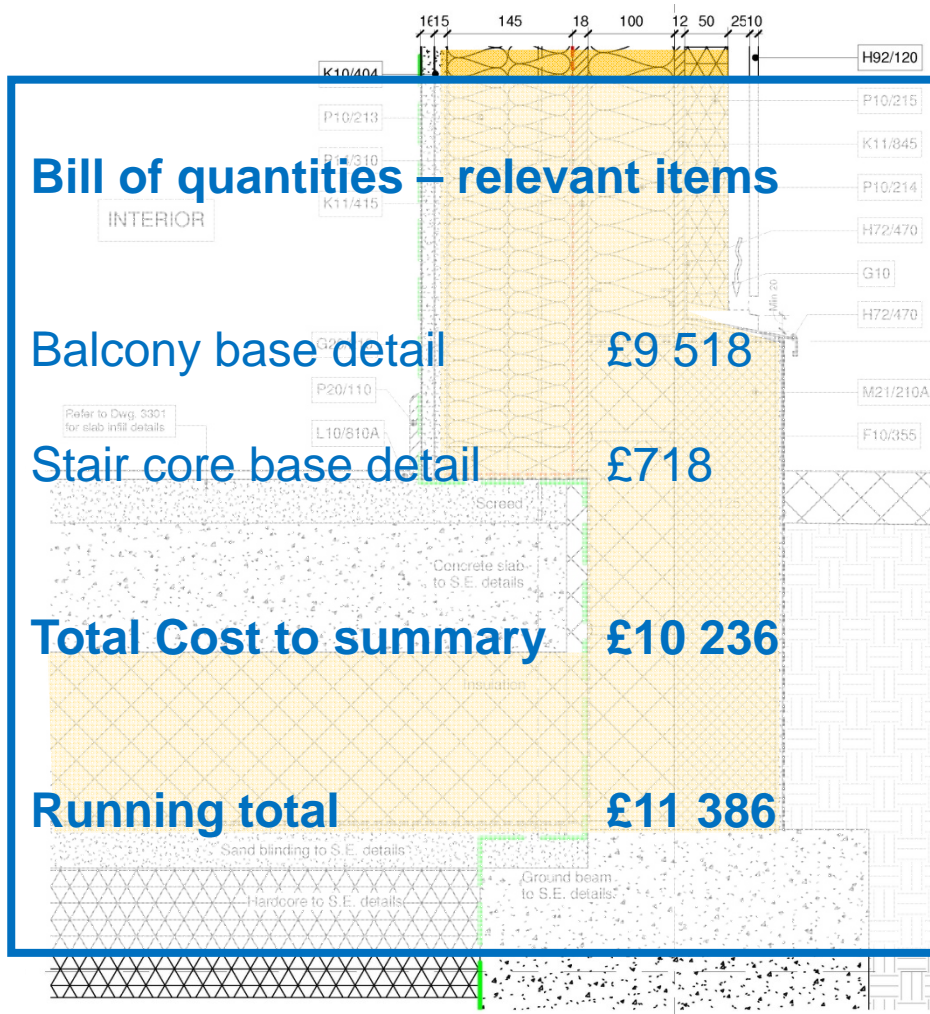 1615 145 18 100 12 50 2510
K10/404
H92/120
P10/215
P10/213
K11/845
Bill of quantities – relevant items
P10/214
K11/415
INTERIOR
H72/470
G10
Min 20
H72/470
Balcony base detail £9 518
P20/110
M21/210A
Refer to Dwg. 3301
for slab infill details
L10/810A
F10/355
Stair core base detail £718
Screed
Concrete slab
to S.E. details
Total Cost to summary £10 236
Insulation
Running total £11 386
Sand blinding to S.E. details
Ground beam
to S.E. details
Hardcore to S.E. details